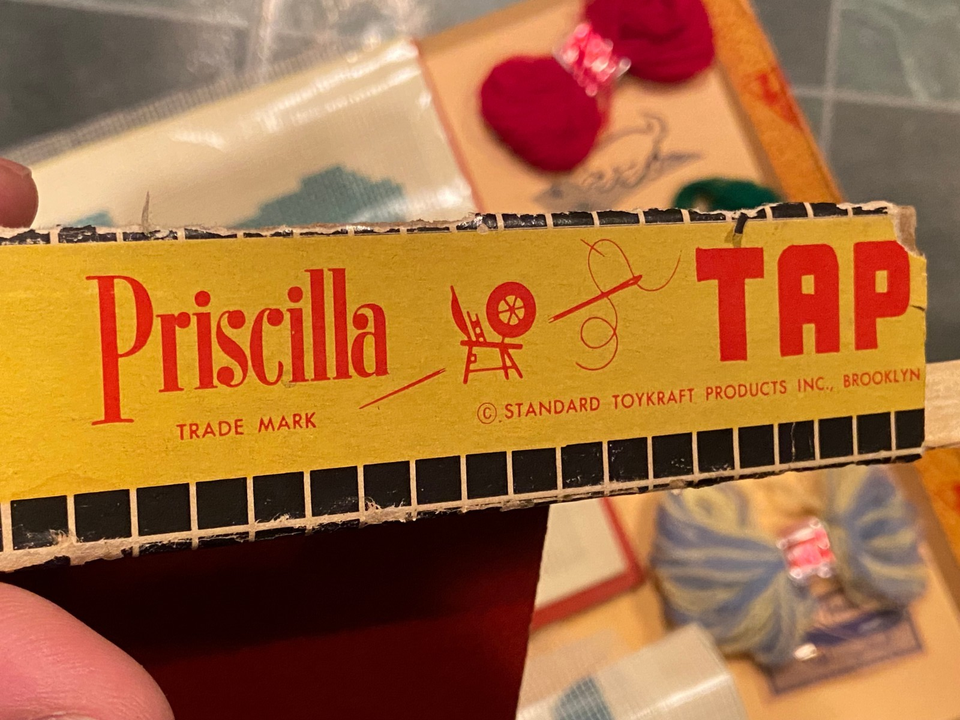 Priscilla TAP
TRADE MARK
© STANDARD TOYKRAFT PRODUCTS INC., BROOKLYN